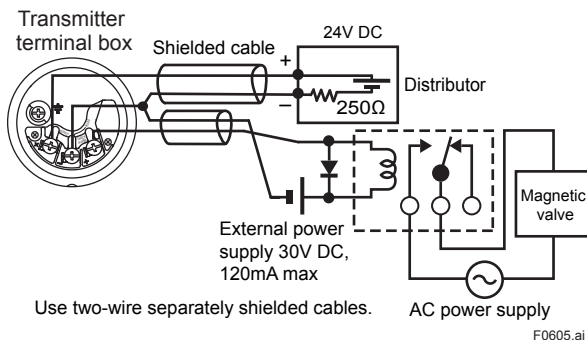 Transmitter
terminal box
Shielded cable
24V DC
+
−
250Ω
Distributor
External power
supply 30V DC,
120mA max
Magnetic
valve
Use two-wire separately shielded cables.
AC power supply
F0605.ai